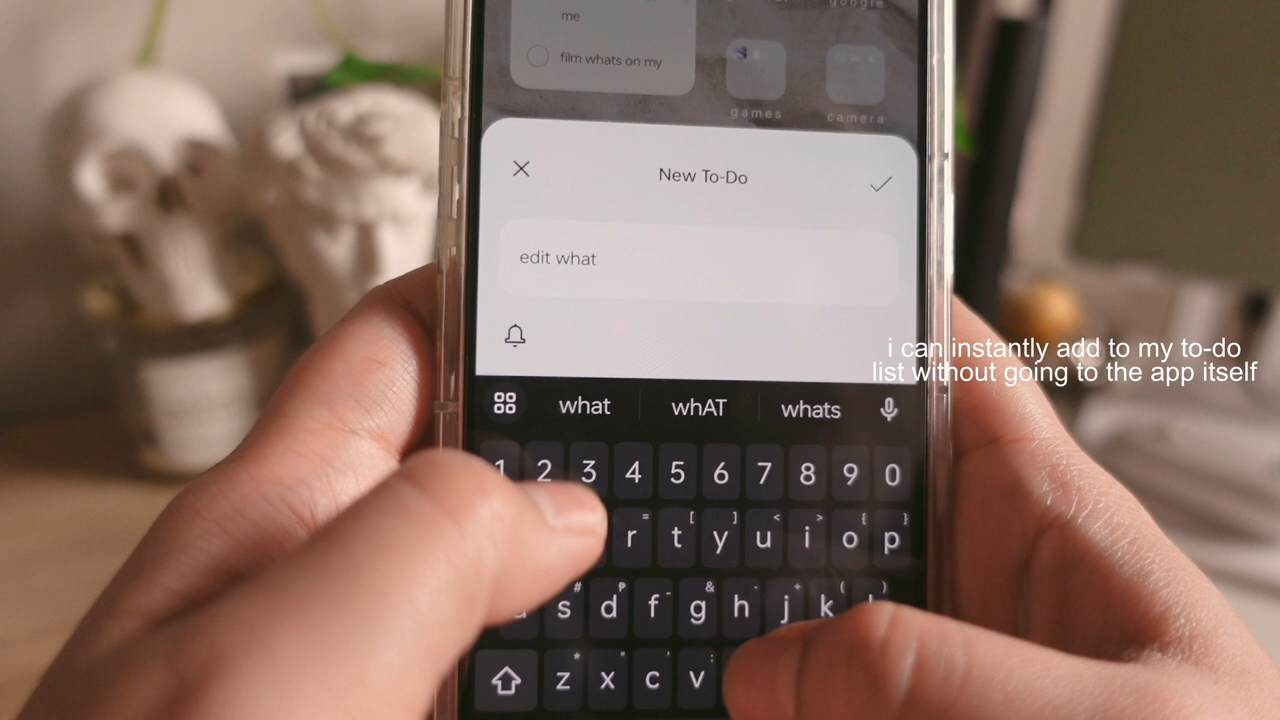 me
google
film whats on my
games
camera
New To-Do
edit what
i can instantly add to my to-do
list without going to the app itself
what whAT whats
1 2 3 4 5 6 7 8 9 0
= [ ] < > { }
r t y u i o p
# & - + ( )
s d f g h j k
* " ' : 
z x c v